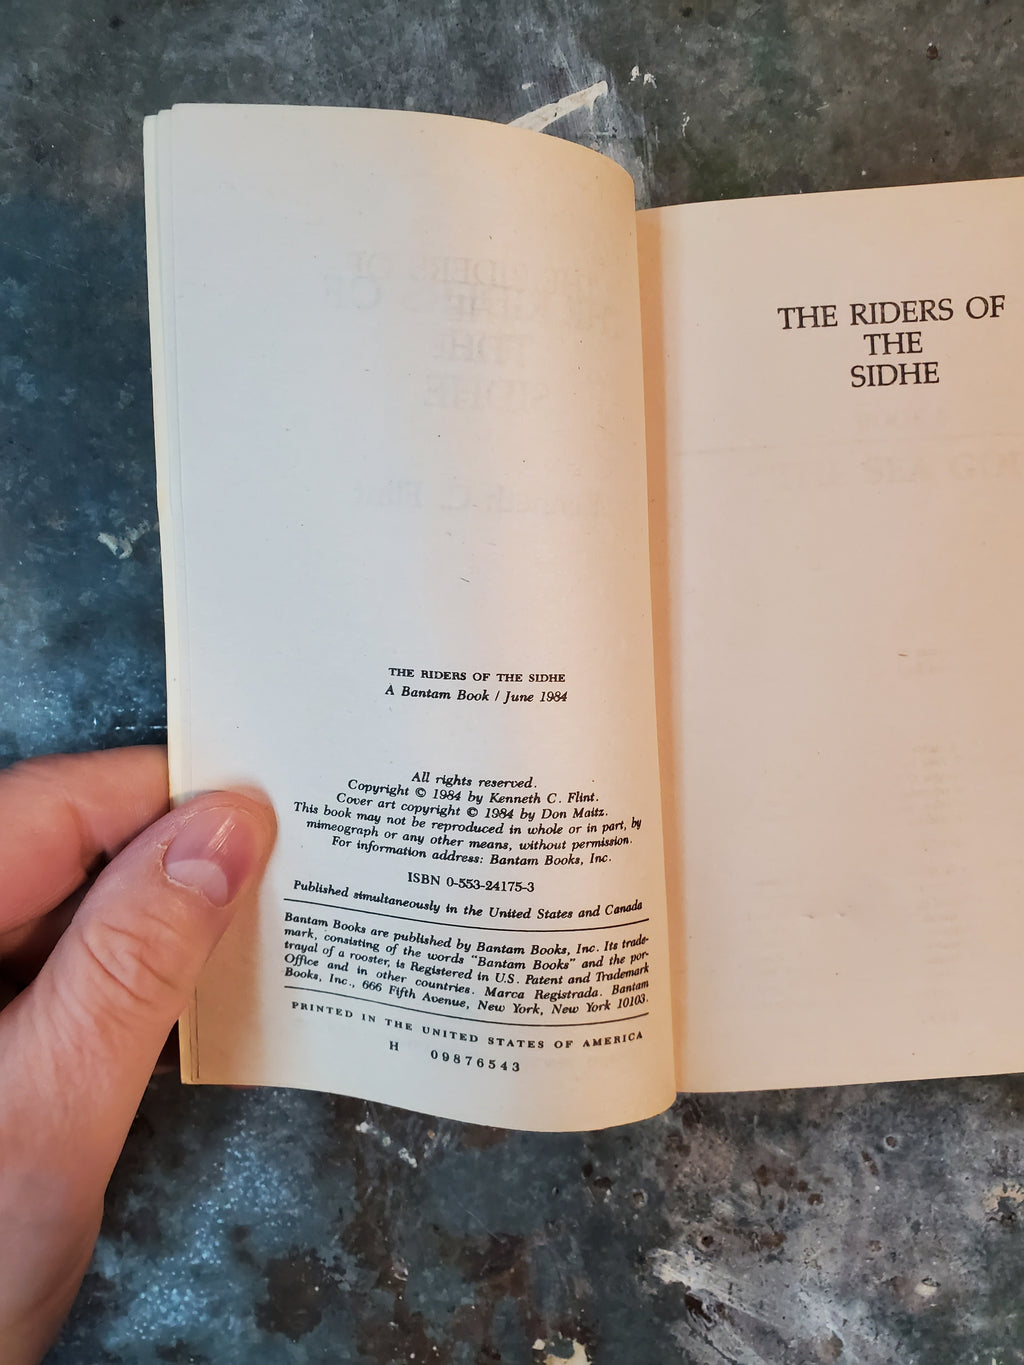 THE RIDERS OF THE SIDHE
A Bantam Book / June 1984
All rights reserved.
Copyright © 1984 by Kenneth C. Flint.
Cover art copyright © 1984 by Don Maitz.
This book may not be reproduced in whole or in part, by
mimeograph or any other means, without permission.
For information address: Bantam Books, Inc.
ISBN 0-553-24175-3
Published simultaneously in the United States and Canada
Bantam Books are published by Bantam Books, Inc. Its trade-
mark, consisting of the words "Bantam Books" and the por-
trayal of a rooster, is Registered in U.S. Patent and Trademark
Office and in other countries. Marca Registrada. Bantam
Books, Inc., 666 Fifth Avenue, New York, New York 10103.
PRINTED IN THE UNITED STATES OF AMERICA
H 09876543
THE RIDERS OF
THE
SIDHE